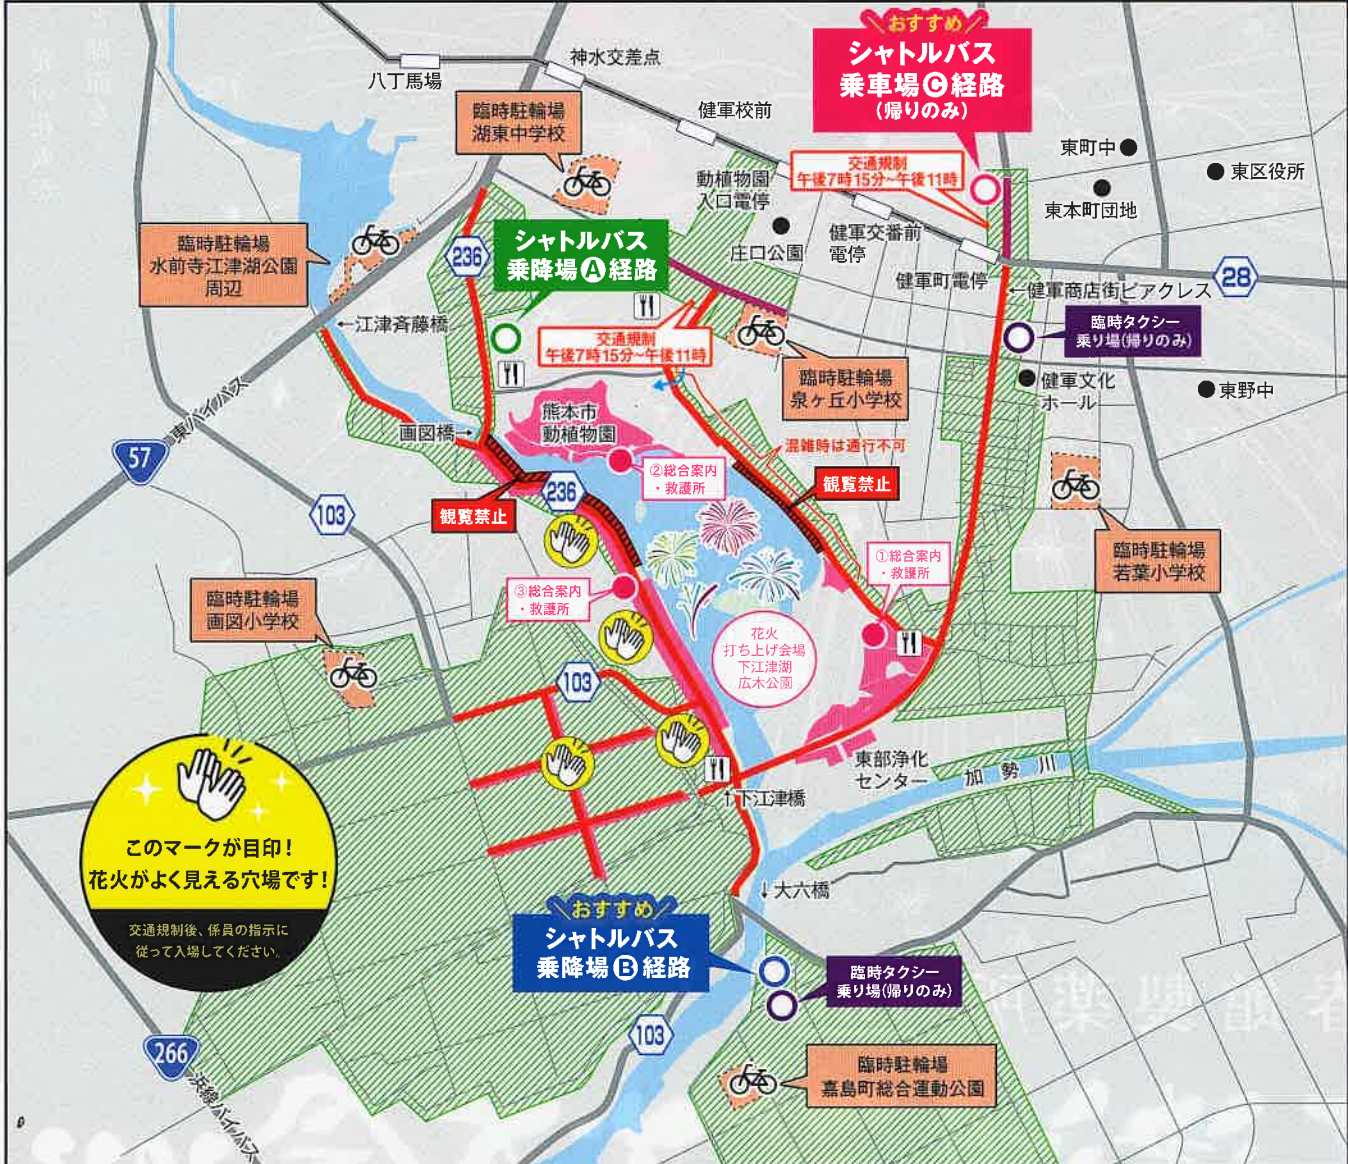 おすすめ
シャトルバス
乗車場C経路
(帰りのみ)
八丁馬場
神水交差点
健軍校前
臨時駐輪場
湖東中学校
交通規制
午後7時15分~午後11時
動植物園
入口電停
東町中
東区役所
東本町団地
庄口公園
健軍交番前
電停
健軍町電停
28
←健軍商店街ピアクレス
臨時駐輪場
水前寺江津湖公園
周辺
236
シャトルバス
乗降場A経路
←江津斉藤橋
交通規制
午後7時15分~午後11時
臨時タクシー
乗り場(帰りのみ)
臨時駐輪場
泉ヶ丘小学校
健軍文化
ホール
東野中
東バイパス
57
画図橋→
熊本市
動植物園
混雑時は通行不可
②総合案内
・救護所
観覧禁止
236
観覧禁止
103
①総合案内
・救護所
臨時駐輪場
若葉小学校
③総合案内
・救護所
臨時駐輪場
画図小学校
花火
打ち上げ会場
下江津湖
広木公園
103
東部浄化
センター
加勢川
↑下江津橋
このマークが目印!
花火がよく見える穴場です!
交通規制後、係員の指示に
従って入場してください。
↓大六橋
おすすめ
シャトルバス
乗降場B経路
臨時タクシー
乗り場(帰りのみ)
103
266
浜線バイパス
臨時駐輪場
嘉島町総合運動公園